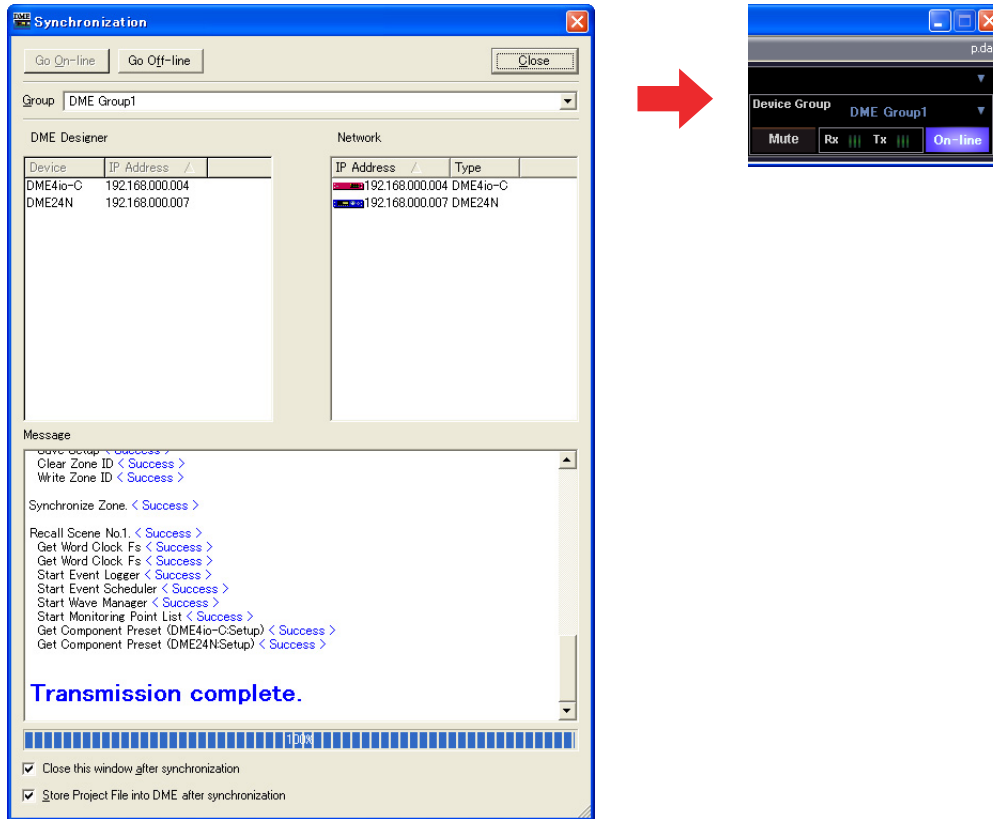 Synchronization
Go On-line Go Off-line Close
Group DME Group1
DME Designer Network
Device IP Address IP Address Type
DME4io-C 192.168.000.004 192.168.000.004 DME4io-C
DME24N 192.168.000.007 192.168.000.007 DME24N
Message
Save Setup < Success >
Clear Zone ID < Success >
Write Zone ID < Success >
Synchronize Zone. < Success >
Recall Scene No.1. < Success >
Get Word Clock Fs < Success >
Get Word Clock Fs < Success >
Start Event Logger < Success >
Start Event Scheduler < Success >
Start Wave Manager < Success >
Start Monitoring Point List < Success >
Get Component Preset (DME4io-C:Setup) < Success >
Get Component Preset (DME24N:Setup) < Success >
Transmission complete.
100%
Close this window after synchronization
Store Project File into DME after synchronization
p.da
Device Group DME Group1
Mute Rx Tx On-line